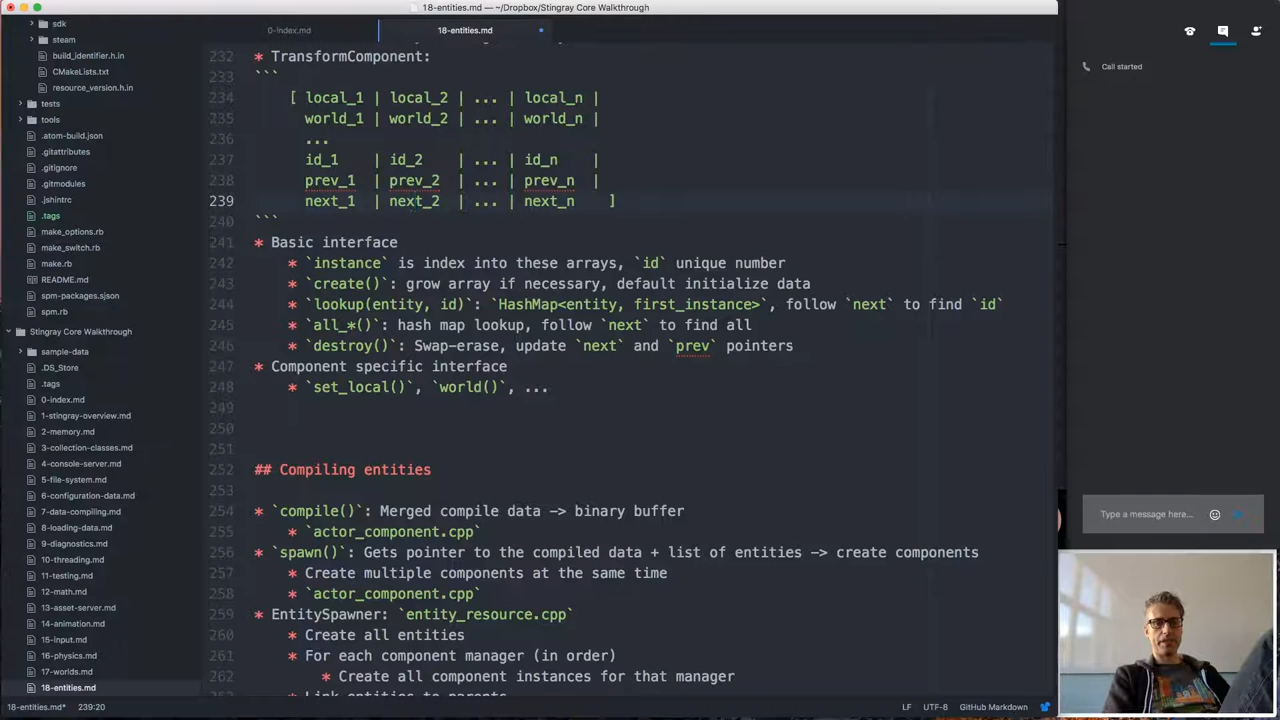 18-entities.md — ~/Dropbox/Stingray Core Walkthrough
sdk
steam
build_identifier.h.in
CMakeLists.txt
resource_version.h.in
tests
tools
.atom-build.json
.gitattributes
.gitignore
.gitmodules
.jshintrc
.tags
make_options.rb
make_switch.rb
make.rb
README.md
spm-packages.sjson
spm.rb
Stingray Core Walkthrough
sample-data
.DS_Store
.tags
0-index.md
1-stingray-overview.md
2-memory.md
3-collection-classes.md
4-console-server.md
5-file-system.md
6-configuration-data.md
7-data-compiling.md
8-loading-data.md
9-diagnostics.md
10-threading.md
11-testing.md
12-math.md
13-asset-server.md
14-animation.md
15-input.md
16-physics.md
17-worlds.md
18-entities.md
0-index.md
18-entities.md
232 * TransformComponent:
233 ```
234 [ local_1 | local_2 | ... | local_n |
235 world_1 | world_2 | ... | world_n |
236 ...
237 id_1 | id_2 | ... | id_n |
238 prev_1 | prev_2 | ... | prev_n |
239 next_1 | next_2 | ... | next_n ]
240 ```
241 * Basic interface
242 * `instance` is index into these arrays, `id` unique number
243 * `create()`: grow array if necessary, default initialize data
244 * `lookup(entity, id)`: `HashMap<entity, first_instance>`, follow `next` to find `id`
245 * `all_*()`: hash map lookup, follow `next` to find all
246 * `destroy()`: Swap-erase, update `next` and `prev` pointers
247 * Component specific interface
248 * `set_local()`, `world()`, ...
249
250
251
252 ## Compiling entities
253
254 * `compile()`: Merged compile data -> binary buffer
255 * `actor_component.cpp`
256 * `spawn()`: Gets pointer to the compiled data + list of entities -> create components
257 * Create multiple components at the same time
258 * `actor_component.cpp`
259 * EntitySpawner: `entity_resource.cpp`
260 * Create all entities
261 * For each component manager (in order)
262 * Create all component instances for that manager
* Link entities to parents
18-entities.md* 239:20
LF UTF-8 GitHub Markdown
Call started
Type a message here...